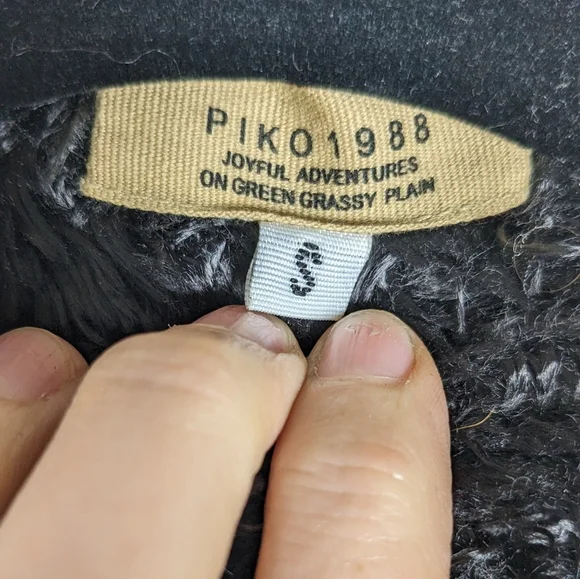 PIKO1988
JOYFUL ADVENTURES
ON GREEN GRASSY PLAIN
S